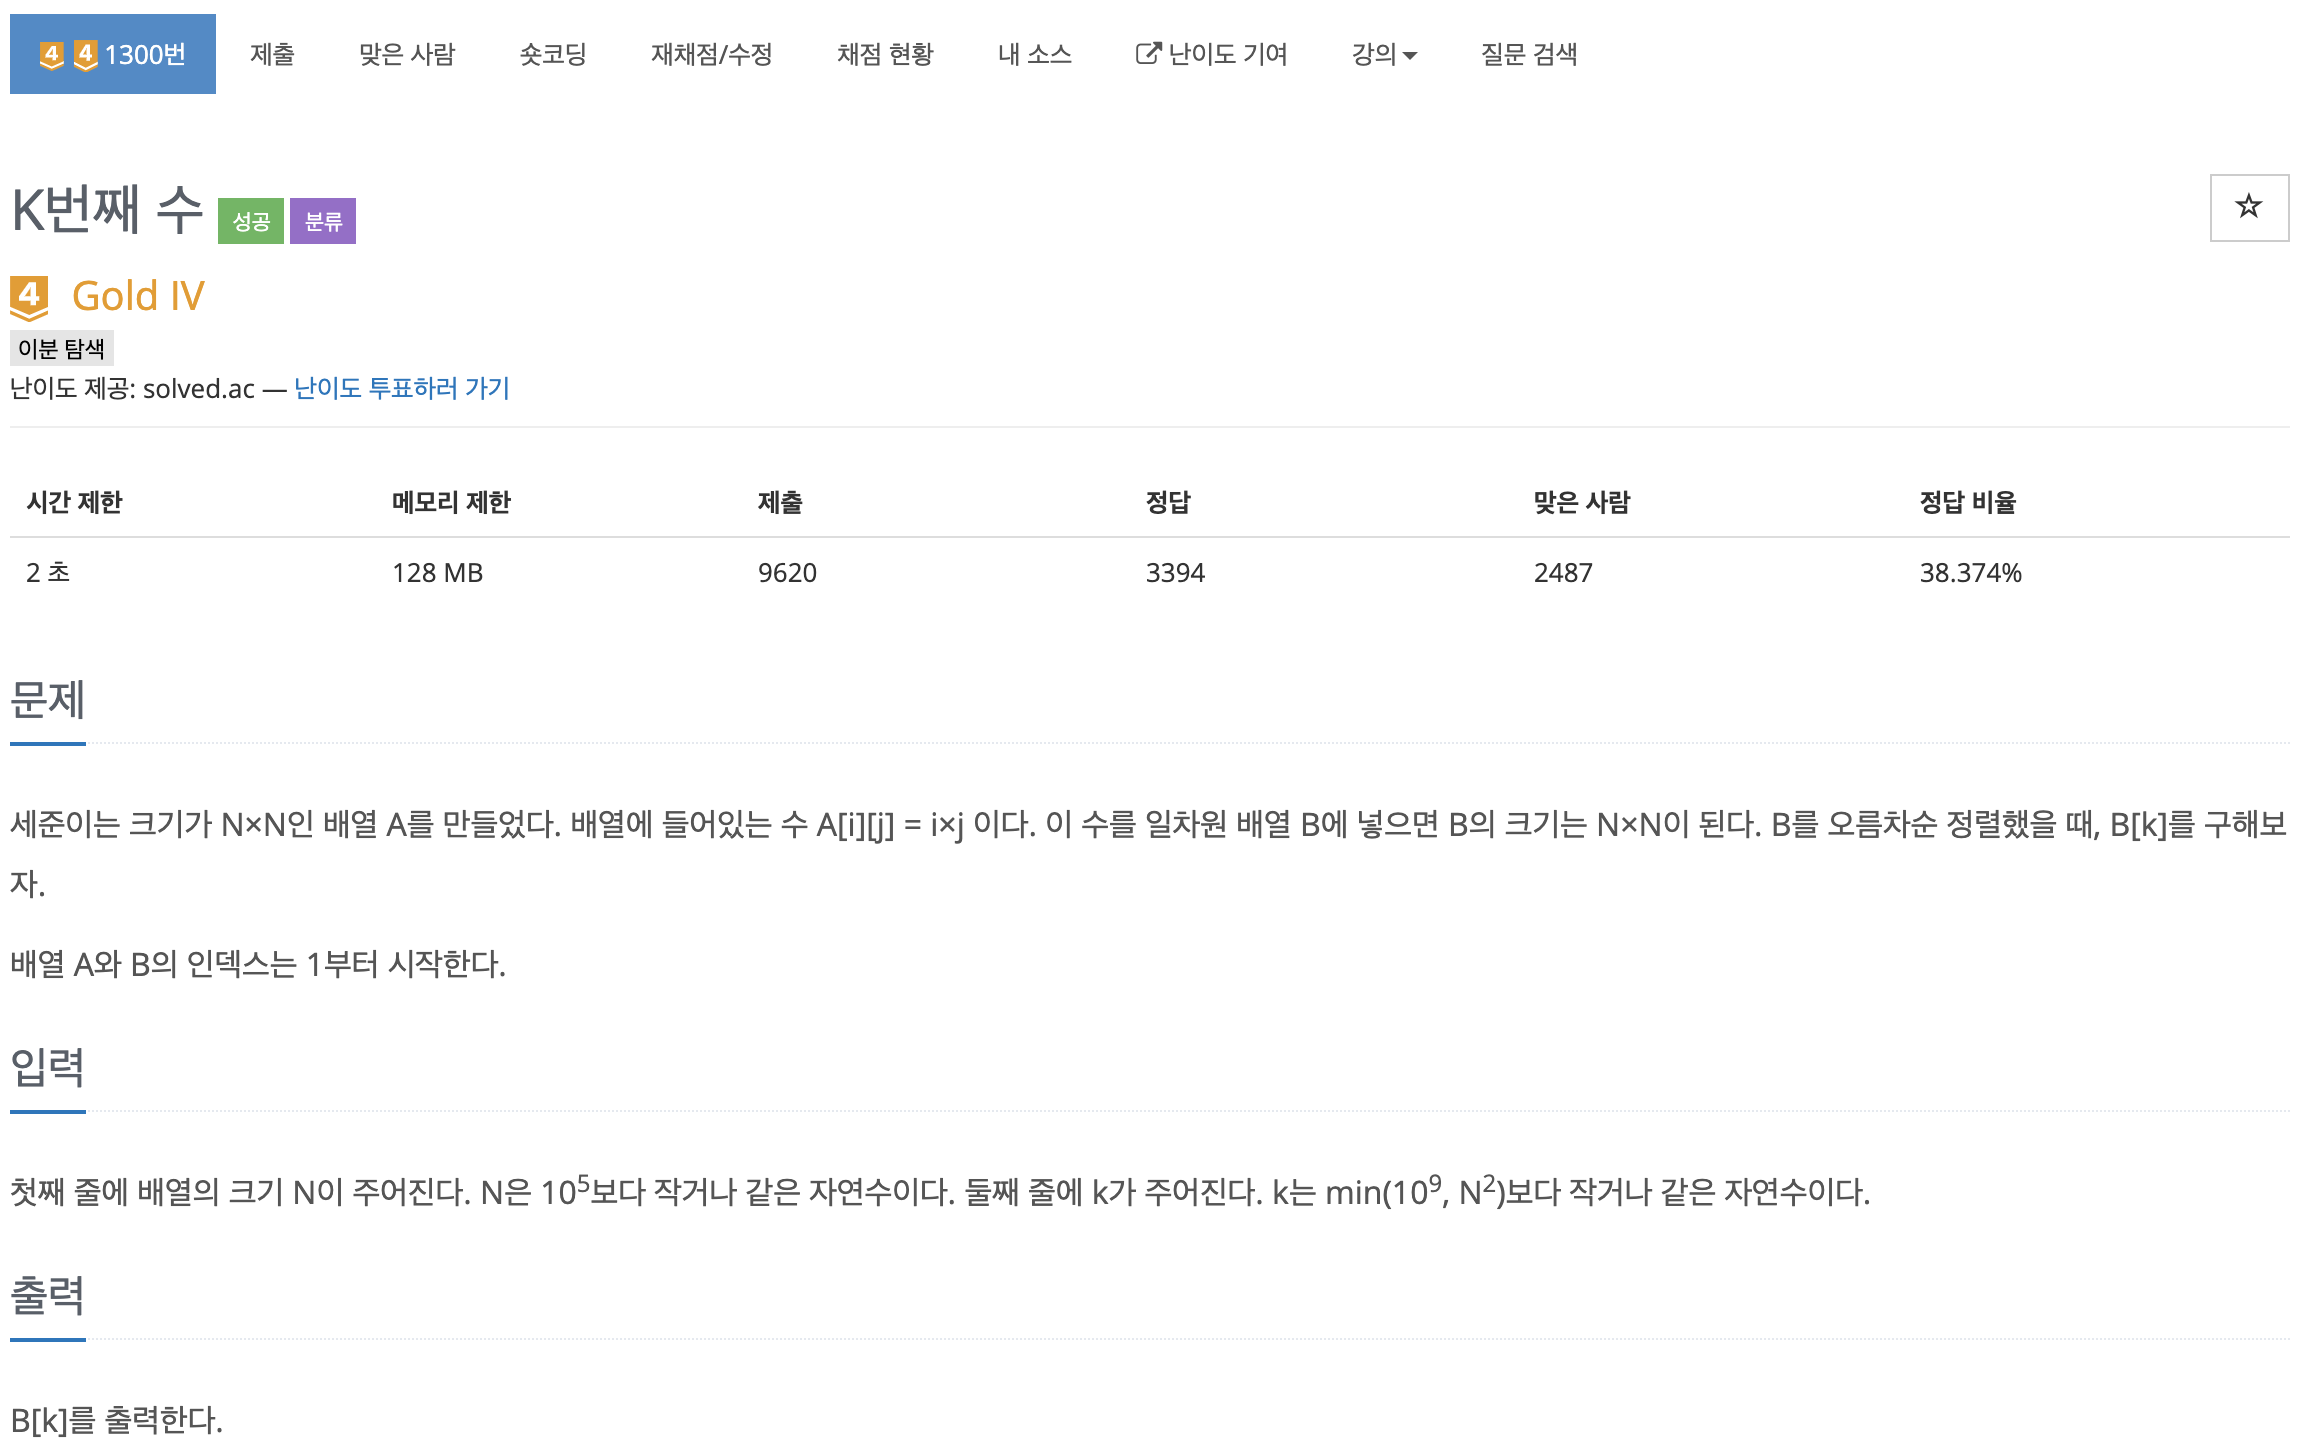 4 4 1300번 제출 맞은 사람 숏코딩 재채점/수정 채점 현황 내 소스 난이도 기여 강의 질문 검색
K번째 수 성공 분류
4 Gold IV
이분 탐색
난이도 제공: solved.ac — 난이도 투표하러 가기
시간 제한 메모리 제한 제출 정답 맞은 사람 정답 비율
2 초 128 MB 9620 3394 2487 38.374%
문제
세준이는 크기가 N×N인 배열 A를 만들었다. 배열에 들어있는 수 A[i][j] = i×j 이다. 이 수를 일차원 배열 B에 넣으면 B의 크기는 N×N이 된다. B를 오름차순 정렬했을 때, B[k]를 구해보
자.
배열 A와 B의 인덱스는 1부터 시작한다.
입력
첫째 줄에 배열의 크기 N이 주어진다. N은 10⁵보다 작거나 같은 자연수이다. 둘째 줄에 k가 주어진다. k는 min(10⁹, N²)보다 작거나 같은 자연수이다.
출력
B[k]를 출력한다.